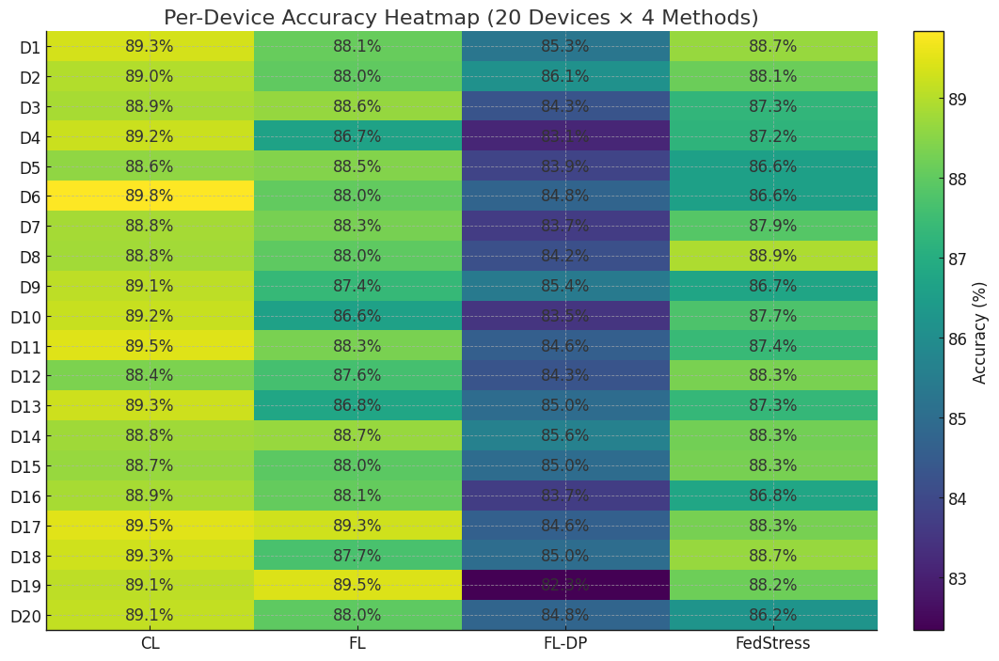 Per-Device Accuracy Heatmap (20 Devices × 4 Methods)
D1 89.3% 88.1% 85.3% 88.7%
D2 89.0% 88.0% 86.1% 88.1%
D3 88.9% 88.6% 84.3% 87.3%
D4 89.2% 86.7% 83.1% 87.2%
D5 88.6% 88.5% 83.9% 86.6%
D6 89.8% 88.0% 84.8% 86.6%
D7 88.8% 88.3% 83.7% 87.9%
D8 88.8% 88.0% 84.2% 88.9%
D9 89.1% 87.4% 85.4% 86.7%
D10 89.2% 86.6% 83.5% 87.7%
D11 89.5% 88.3% 84.6% 87.4%
D12 88.4% 87.6% 84.3% 88.3%
D13 89.3% 86.8% 85.0% 87.3%
D14 88.8% 88.7% 85.6% 88.3%
D15 88.7% 88.0% 85.0% 88.3%
D16 88.9% 88.1% 83.7% 86.8%
D17 89.5% 89.3% 84.6% 88.3%
D18 89.3% 87.7% 85.0% 88.7%
D19 89.1% 89.5% 82.3% 88.2%
D20 89.1% 88.0% 84.8% 86.2%
CL FL FL-DP FedStress
89
88
87
86
85
84
83
Accuracy (%)